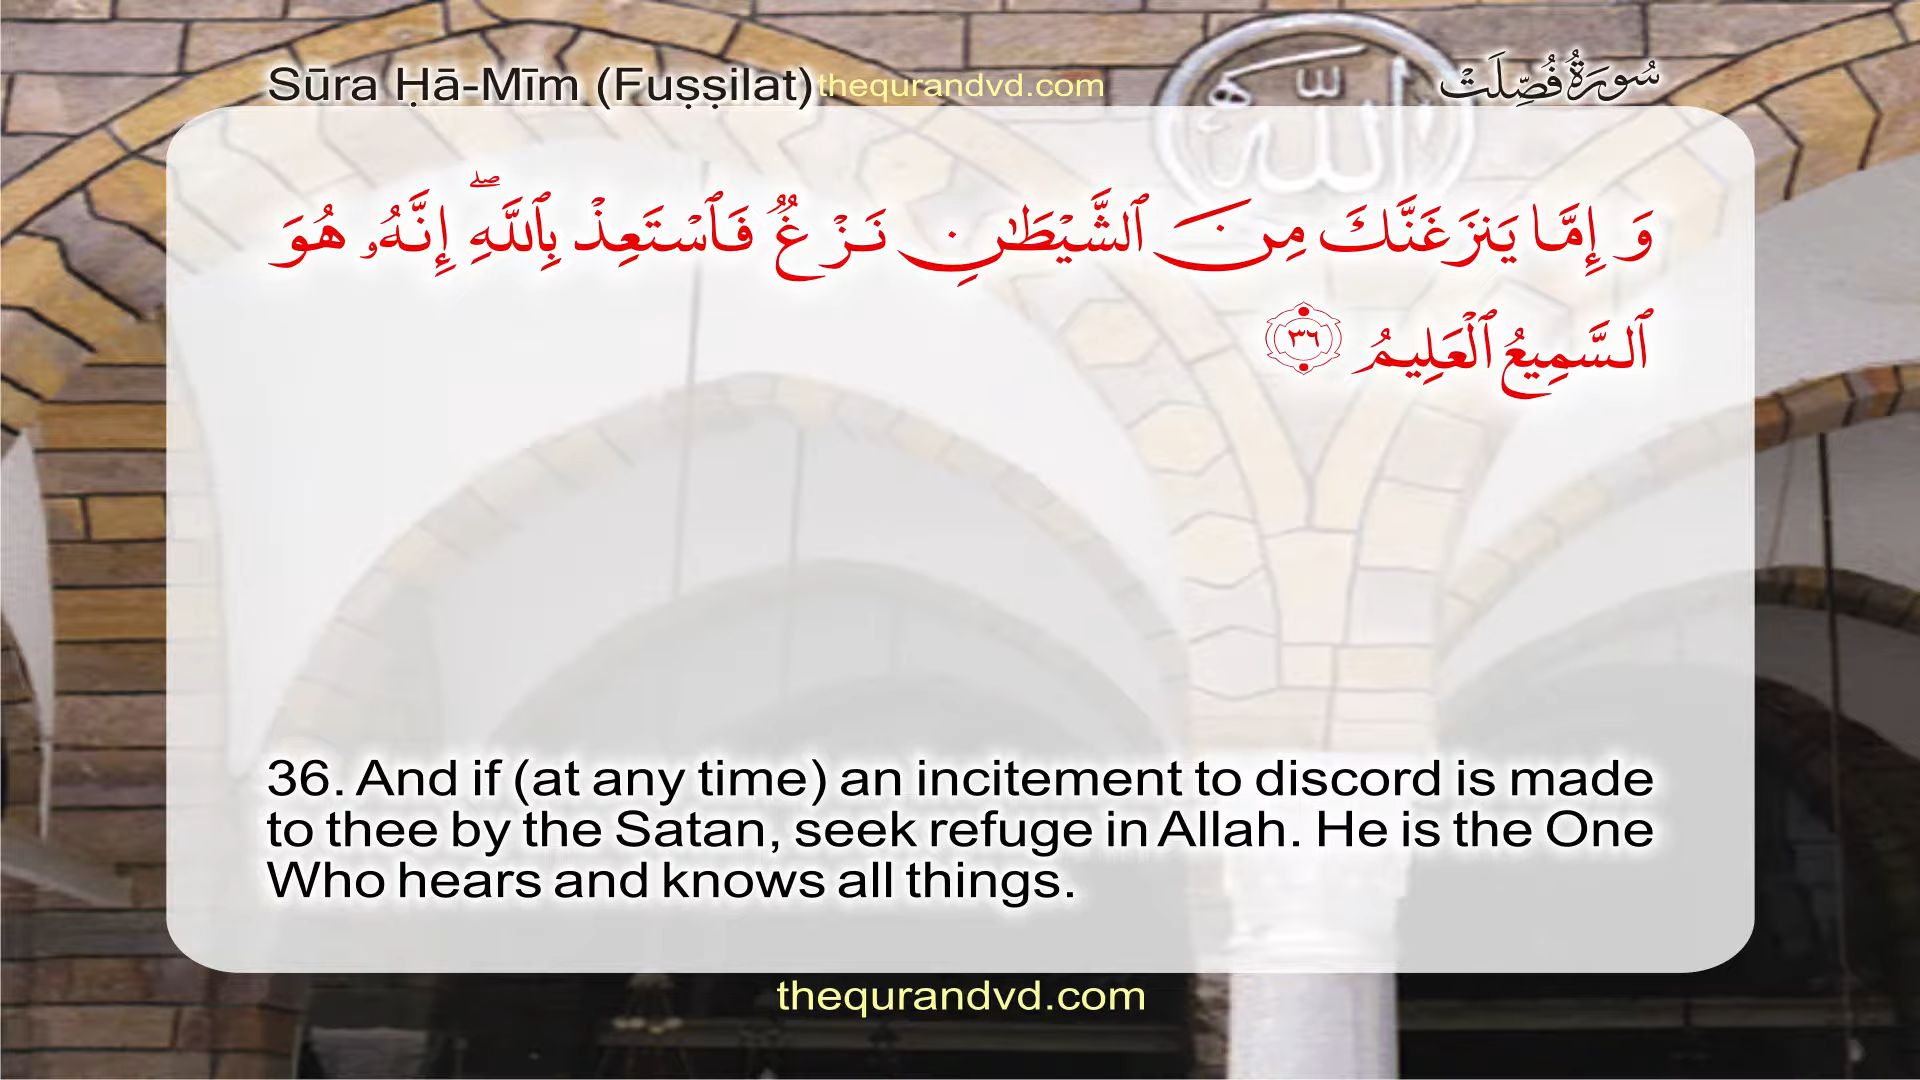 Sūra Ḥā-Mīm (Fuṣṣilat) thequrandvd.com سُورَةُ فُصِّلَتْ
الله
وَإِمَّا يَنزَغَنَّكَ مِنَ ٱلشَّيْطَٰنِ نَزْغٌ فَٱسْتَعِذْ بِٱللَّهِ ۖ إِنَّهُۥ هُوَ
ٱلسَّمِيعُ ٱلْعَلِيمُ ٣٦
36. And if (at any time) an incitement to discord is made
to thee by the Satan, seek refuge in Allah. He is the One
Who hears and knows all things.
thequrandvd.com